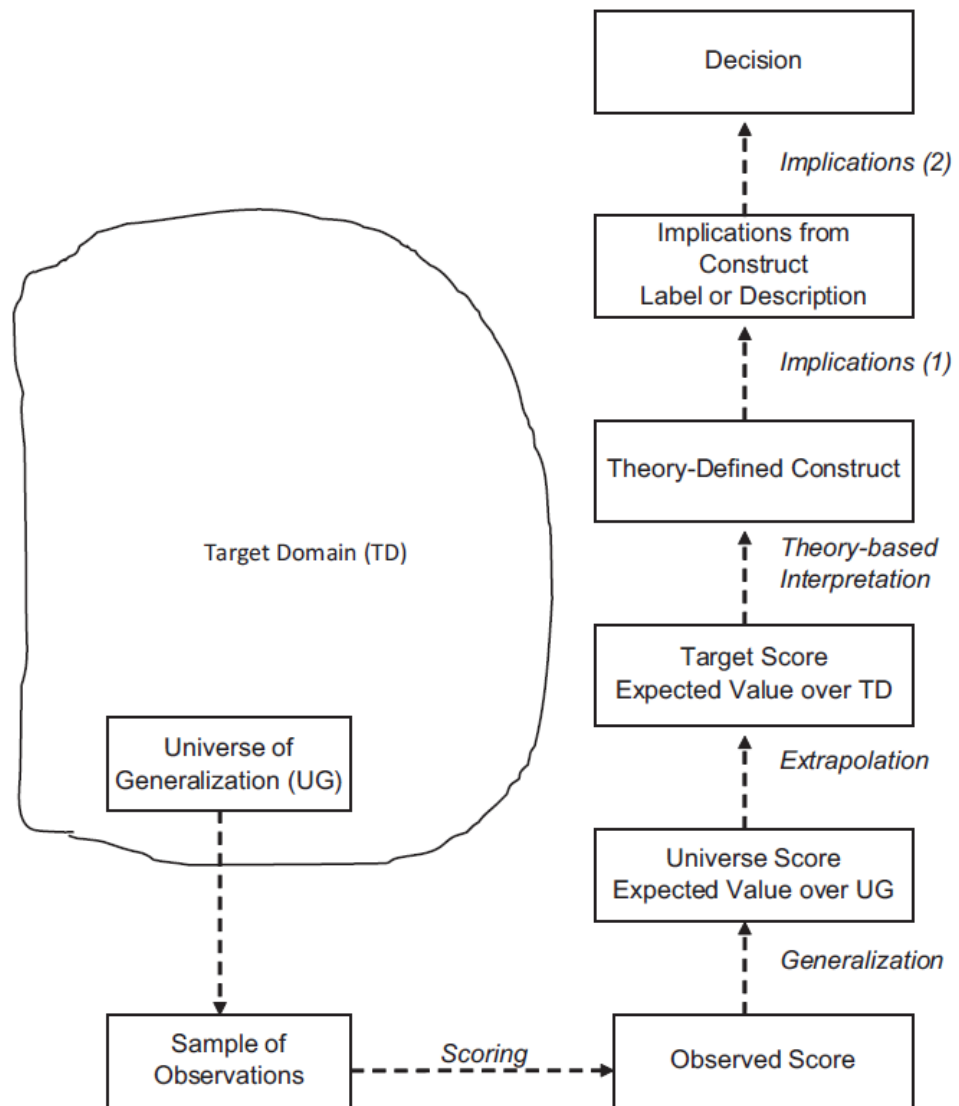 Decision
Implications (2)
Implications from
Construct
Label or Description
Implications (1)
Theory-Defined Construct
Theory-based
Interpretation
Target Domain (TD)
Target Score
Expected Value over TD
Universe of
Generalization (UG)
Extrapolation
Universe Score
Expected Value over UG
Generalization
Sample of
Observations
Scoring
Observed Score